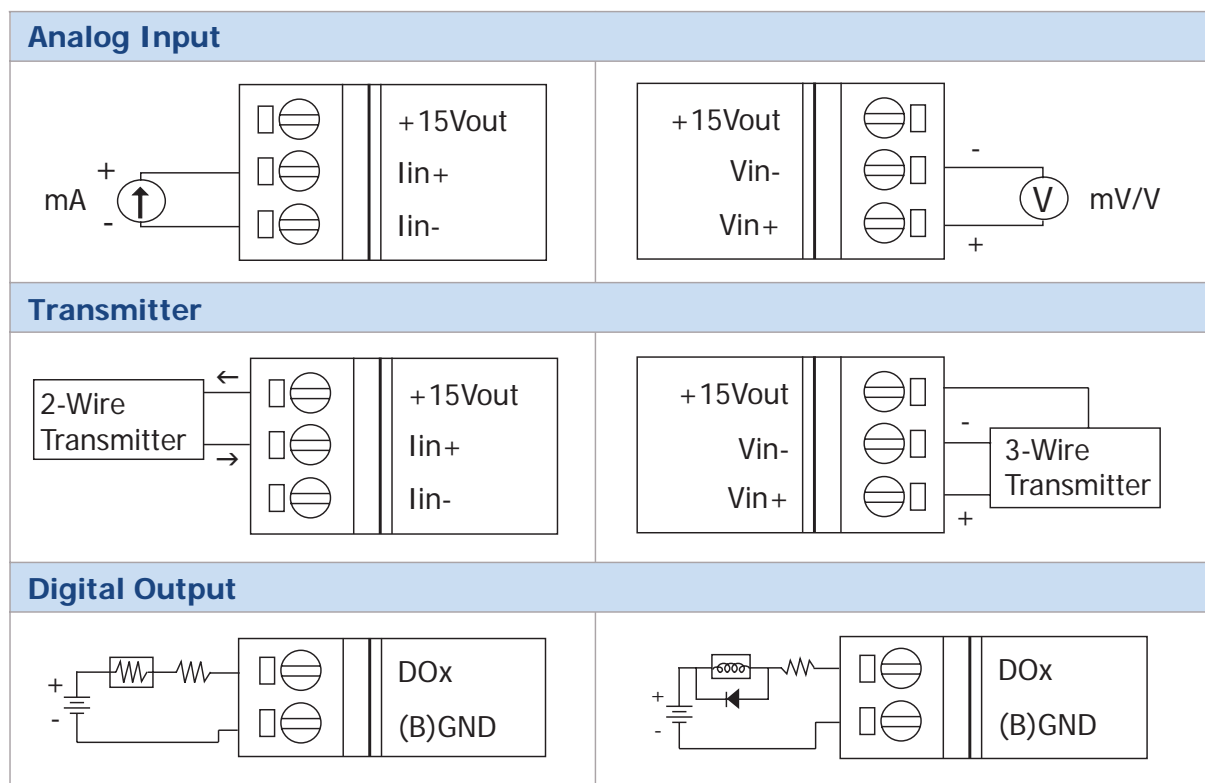 Analog Input
+15Vout
Iin+
Iin-
+
mA
-
+15Vout
Vin-
Vin+
-
V
mV/V
+
Transmitter
2-Wire
Transmitter
←
→
+15Vout
Iin+
Iin-
+15Vout
Vin-
Vin+
-
3-Wire
Transmitter
+
Digital Output
+
-
DOx
(B)GND
+
-
DOx
(B)GND